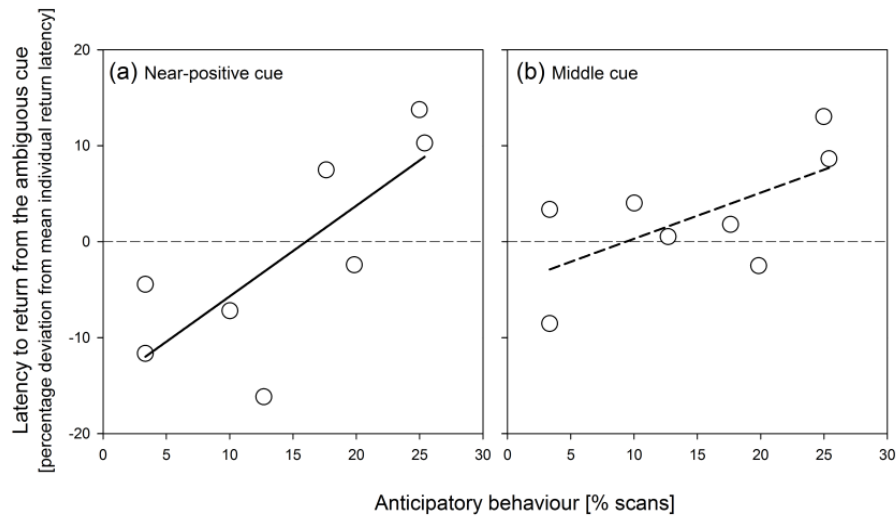 Latency to return from the ambiguous cue
[percentage deviation from mean individual return latency]
20
10
0
-10
-20
(a) Near-positive cue
(b) Middle cue
0 5 10 15 20 25 30
0 5 10 15 20 25 30
Anticipatory behaviour [% scans]